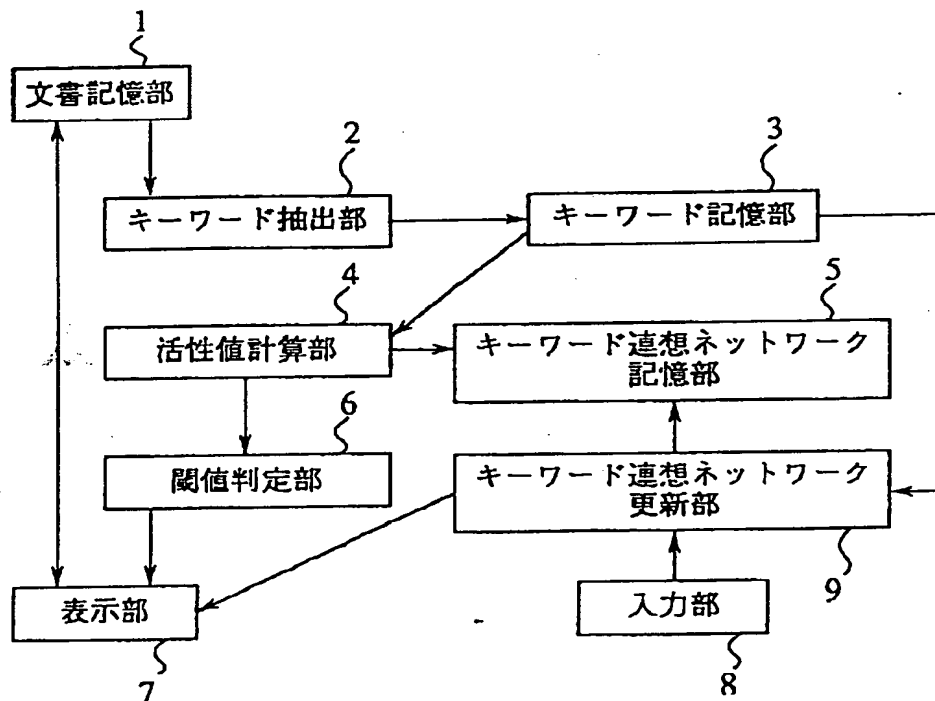 1
文書記憶部
2
キーワード抽出部
3
キーワード記憶部
4
活性値計算部
5
キーワード連想ネットワーク
記憶部
6
閾値判定部
キーワード連想ネットワーク
更新部
9
表示部
7
入力部
8